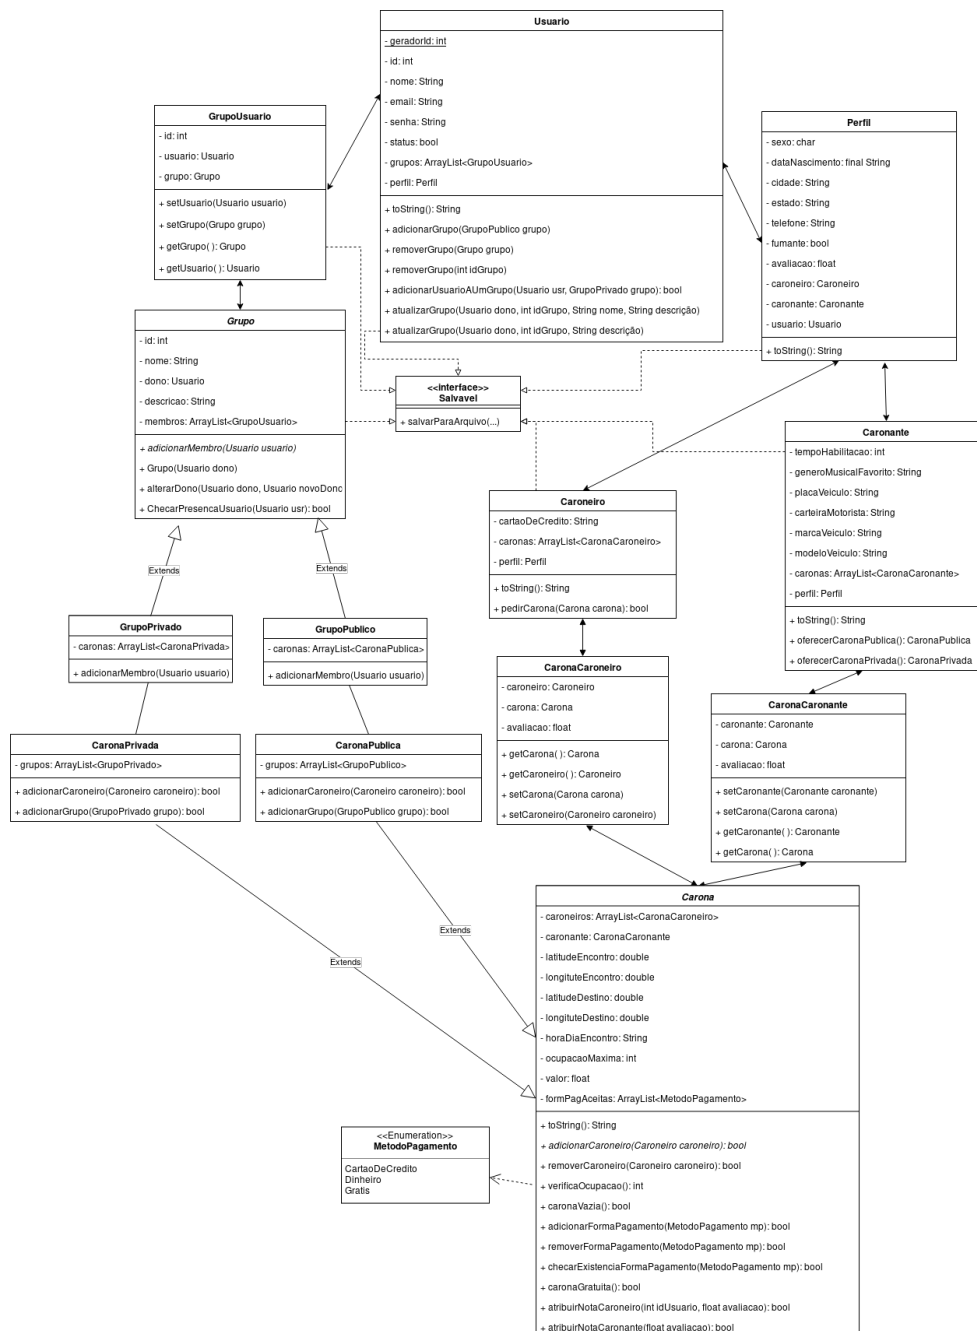 Usuario
- geradorId: int
- id: int
- nome: String
- email: String
- senha: String
- status: bool
- grupos: ArrayList<GrupoUsuario>
- perfil: Perfil
+ toString(): String
+ adicionarGrupo(GrupoPublico grupo)
+ removerGrupo(Grupo grupo)
+ removerGrupo(int idGrupo)
+ adicionarUsuarioAUmGrupo(Usuario usr, GrupoPrivado grupo): bool
+ atualizarGrupo(Usuario dono, int idGrupo, String nome, String descrição)
+ atualizarGrupo(Usuario dono, int idGrupo, String descrição)
GrupoUsuario
- id: int
- usuario: Usuario
- grupo: Grupo
+ setUsuario(Usuario usuario)
+ setGrupo(Grupo grupo)
+ getGrupo( ): Grupo
+ getUsuario( ): Usuario
Perfil
- sexo: char
- dataNascimento: final String
- cidade: String
- estado: String
- telefone: String
- fumante: bool
- avaliacao: float
- caroneiro: Caroneiro
- caronante: Caronante
- usuario: Usuario
+ toString(): String
Grupo
- id: int
- nome: String
- dono: Usuario
- descricao: String
- membros: ArrayList<GrupoUsuario>
+ adicionarMembro(Usuario usuario)
+ Grupo(Usuario dono)
+ alterarDono(Usuario dono, Usuario novoDono
+ ChecarPresencaUsuario(Usuario usr): bool
<<interface>>
Salvavel
+ salvarParaArquivo(...)
Caronante
- tempoHabilitacao: int
- generoMusicalFavorito: String
- placaVeiculo: String
- carteiraMotorista: String
- marcaVeiculo: String
- modeloVeiculo: String
- caronas: ArrayList<CaronaCaronante>
- perfil: Perfil
+ toString(): String
+ oferecerCaronaPublica(): CaronaPublica
+ oferecerCaronaPrivada(): CaronaPrivada
Caroneiro
- cartaoDeCredito: String
- caronas: ArrayList<CaronaCaroneiro>
- perfil: Perfil
+ toString(): String
+ pedirCarona(Carona carona): bool
Extends
Extends
GrupoPrivado
- caronas: ArrayList<CaronaPrivada>
+ adicionarMembro(Usuario usuario)
GrupoPublico
- caronas: ArrayList<CaronaPublica>
+ adicionarMembro(Usuario usuario)
CaronaCaroneiro
- caroneiro: Caroneiro
- carona: Carona
- avaliacao: float
+ getCarona( ): Carona
+ getCaroneiro( ): Caroneiro
+ setCarona(Carona carona)
+ setCaroneiro(Caroneiro caroneiro)
CaronaCaronante
- caronante: Caronante
- carona: Carona
- avaliacao: float
+ setCaronante(Caronante caronante)
+ setCarona(Carona carona)
+ getCaronante( ): Caronante
+ getCarona( ): Carona
CaronaPrivada
- grupos: ArrayList<GrupoPrivado>
+ adicionarCaroneiro(Caroneiro caroneiro): bool
+ adicionarGrupo(GrupoPrivado grupo): bool
CaronaPublica
- grupos: ArrayList<GrupoPublico>
+ adicionarCaroneiro(Caroneiro caroneiro): bool
+ adicionarGrupo(GrupoPublico grupo): bool
Extends
Extends
Carona
- caroneiros: ArrayList<CaronaCaroneiro>
- caronante: CaronaCaronante
- latitudeEncontro: double
- longituteEncontro: double
- latitudeDestino: double
- longituteDestino: double
- horaDiaEncontro: String
- ocupacaoMaxima: int
- valor: float
- formPagAceitas: ArrayList<MetodoPagamento>
+ toString(): String
+ adicionarCaroneiro(Caroneiro caroneiro): bool
+ removerCaroneiro(Caroneiro caroneiro): bool
+ verificaOcupacao(): int
+ caronaVazia(): bool
+ adicionarFormaPagamento(MetodoPagamento mp): bool
+ removerFormaPagamento(MetodoPagamento mp): bool
+ checarExistenciaFormaPagamento(MetodoPagamento mp): bool
+ caronaGratuita(): bool
+ atribuirNotaCaroneiro(int idUsuario, float avaliacao): bool
+ atribuirNotaCaronante(float avaliacao): bool
<<Enumeration>>
MetodoPagamento
CartaoDeCredito
Dinheiro
Gratis